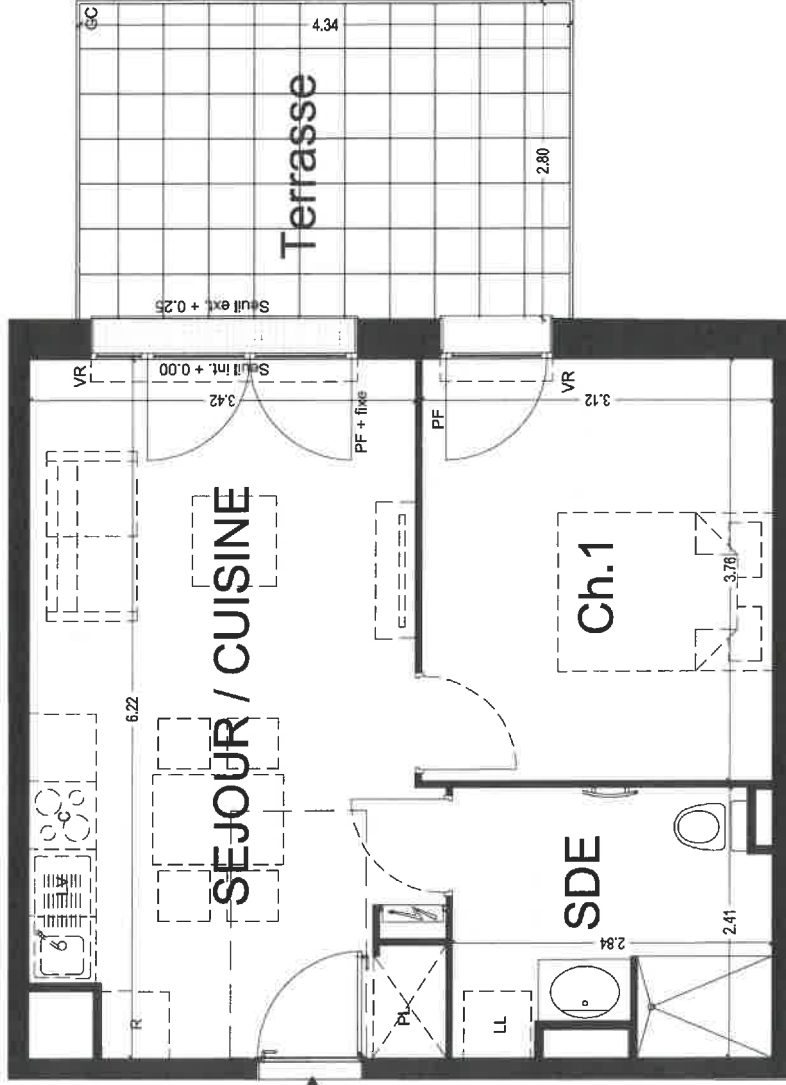 GC
4.34
Terrasse
2.80
Seuil ext. + 0.25
Seuil int. + 0.00
VR
3.42
PF + fixe
PF
VR
3.12
SEJOUR / CUISINE
6.22
Ch.1
3.76
C
LV
R
PL
SDE
2.84
2.41
LL